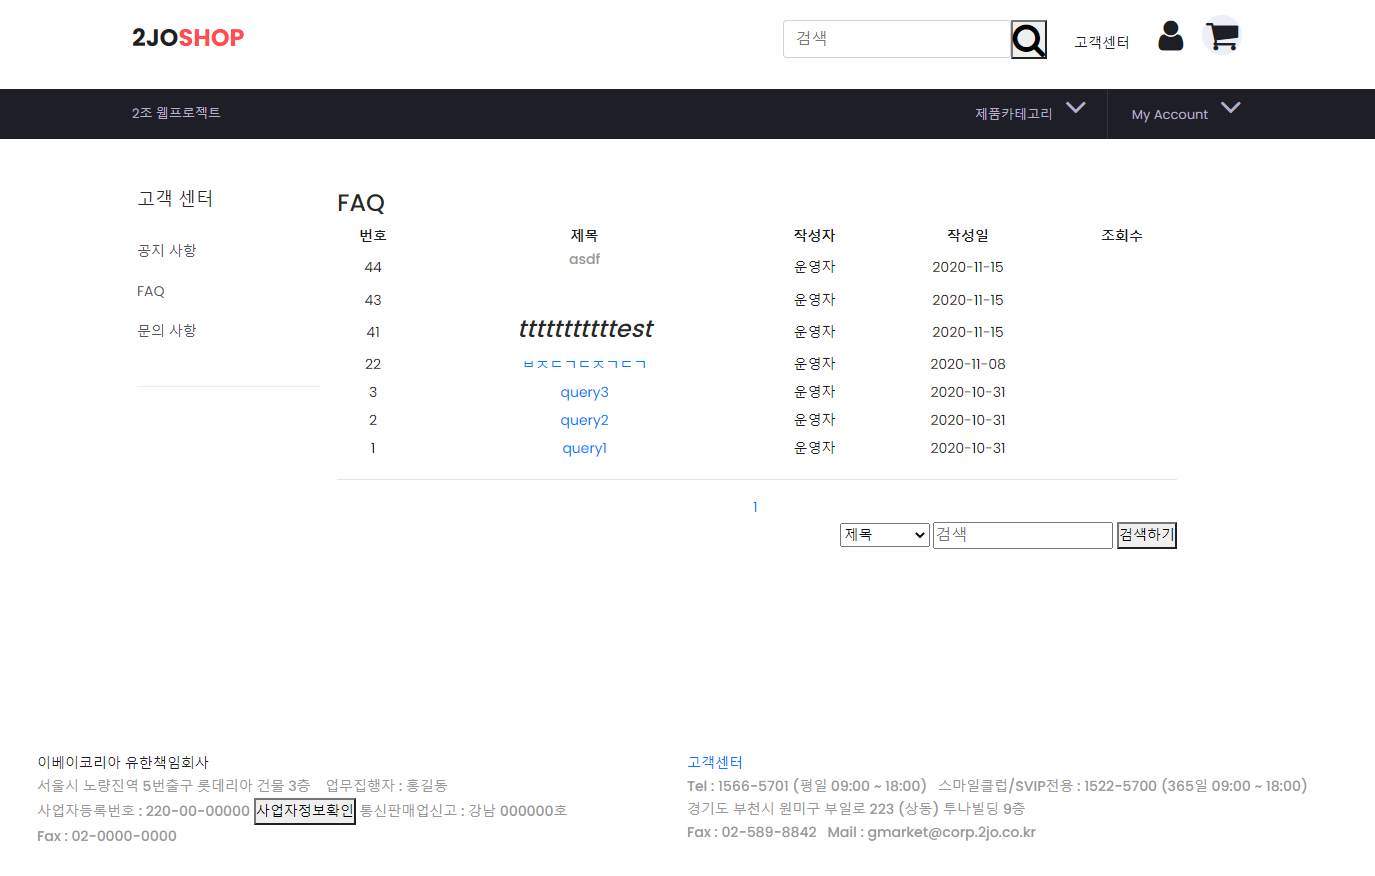 2JOSHOP
검색
고객센터
2조 웹프로젝트
제품카테고리
My Account
고객 센터
공지 사항
FAQ
문의 사항
FAQ
번호 제목 작성자 작성일 조회수
44 asdf 운영자 2020-11-15
43 운영자 2020-11-15
41 ttttttttttttest 운영자 2020-11-15
22 ㅂㅈㄷㄱㄷㅈㄱㄷㄱ 운영자 2020-11-08
3 query3 운영자 2020-10-31
2 query2 운영자 2020-10-31
1 query1 운영자 2020-10-31
1
제목 검색 검색하기
이베이코리아 유한책임회사
서울시 노량진역 5번출구 롯데리아 건물 3층 업무집행자 : 홍길동
사업자등록번호 : 220-00-00000 사업자정보확인 통신판매업신고 : 강남 000000호
Fax : 02-0000-0000
고객센터
Tel : 1566-5701 (평일 09:00 ~ 18:00) 스마일클럽/SVIP전용 : 1522-5700 (365일 09:00 ~ 18:00)
경기도 부천시 원미구 부일로 223 (상동) 투나빌딩 9층
Fax : 02-589-8842 Mail : gmarket@corp.2jo.co.kr